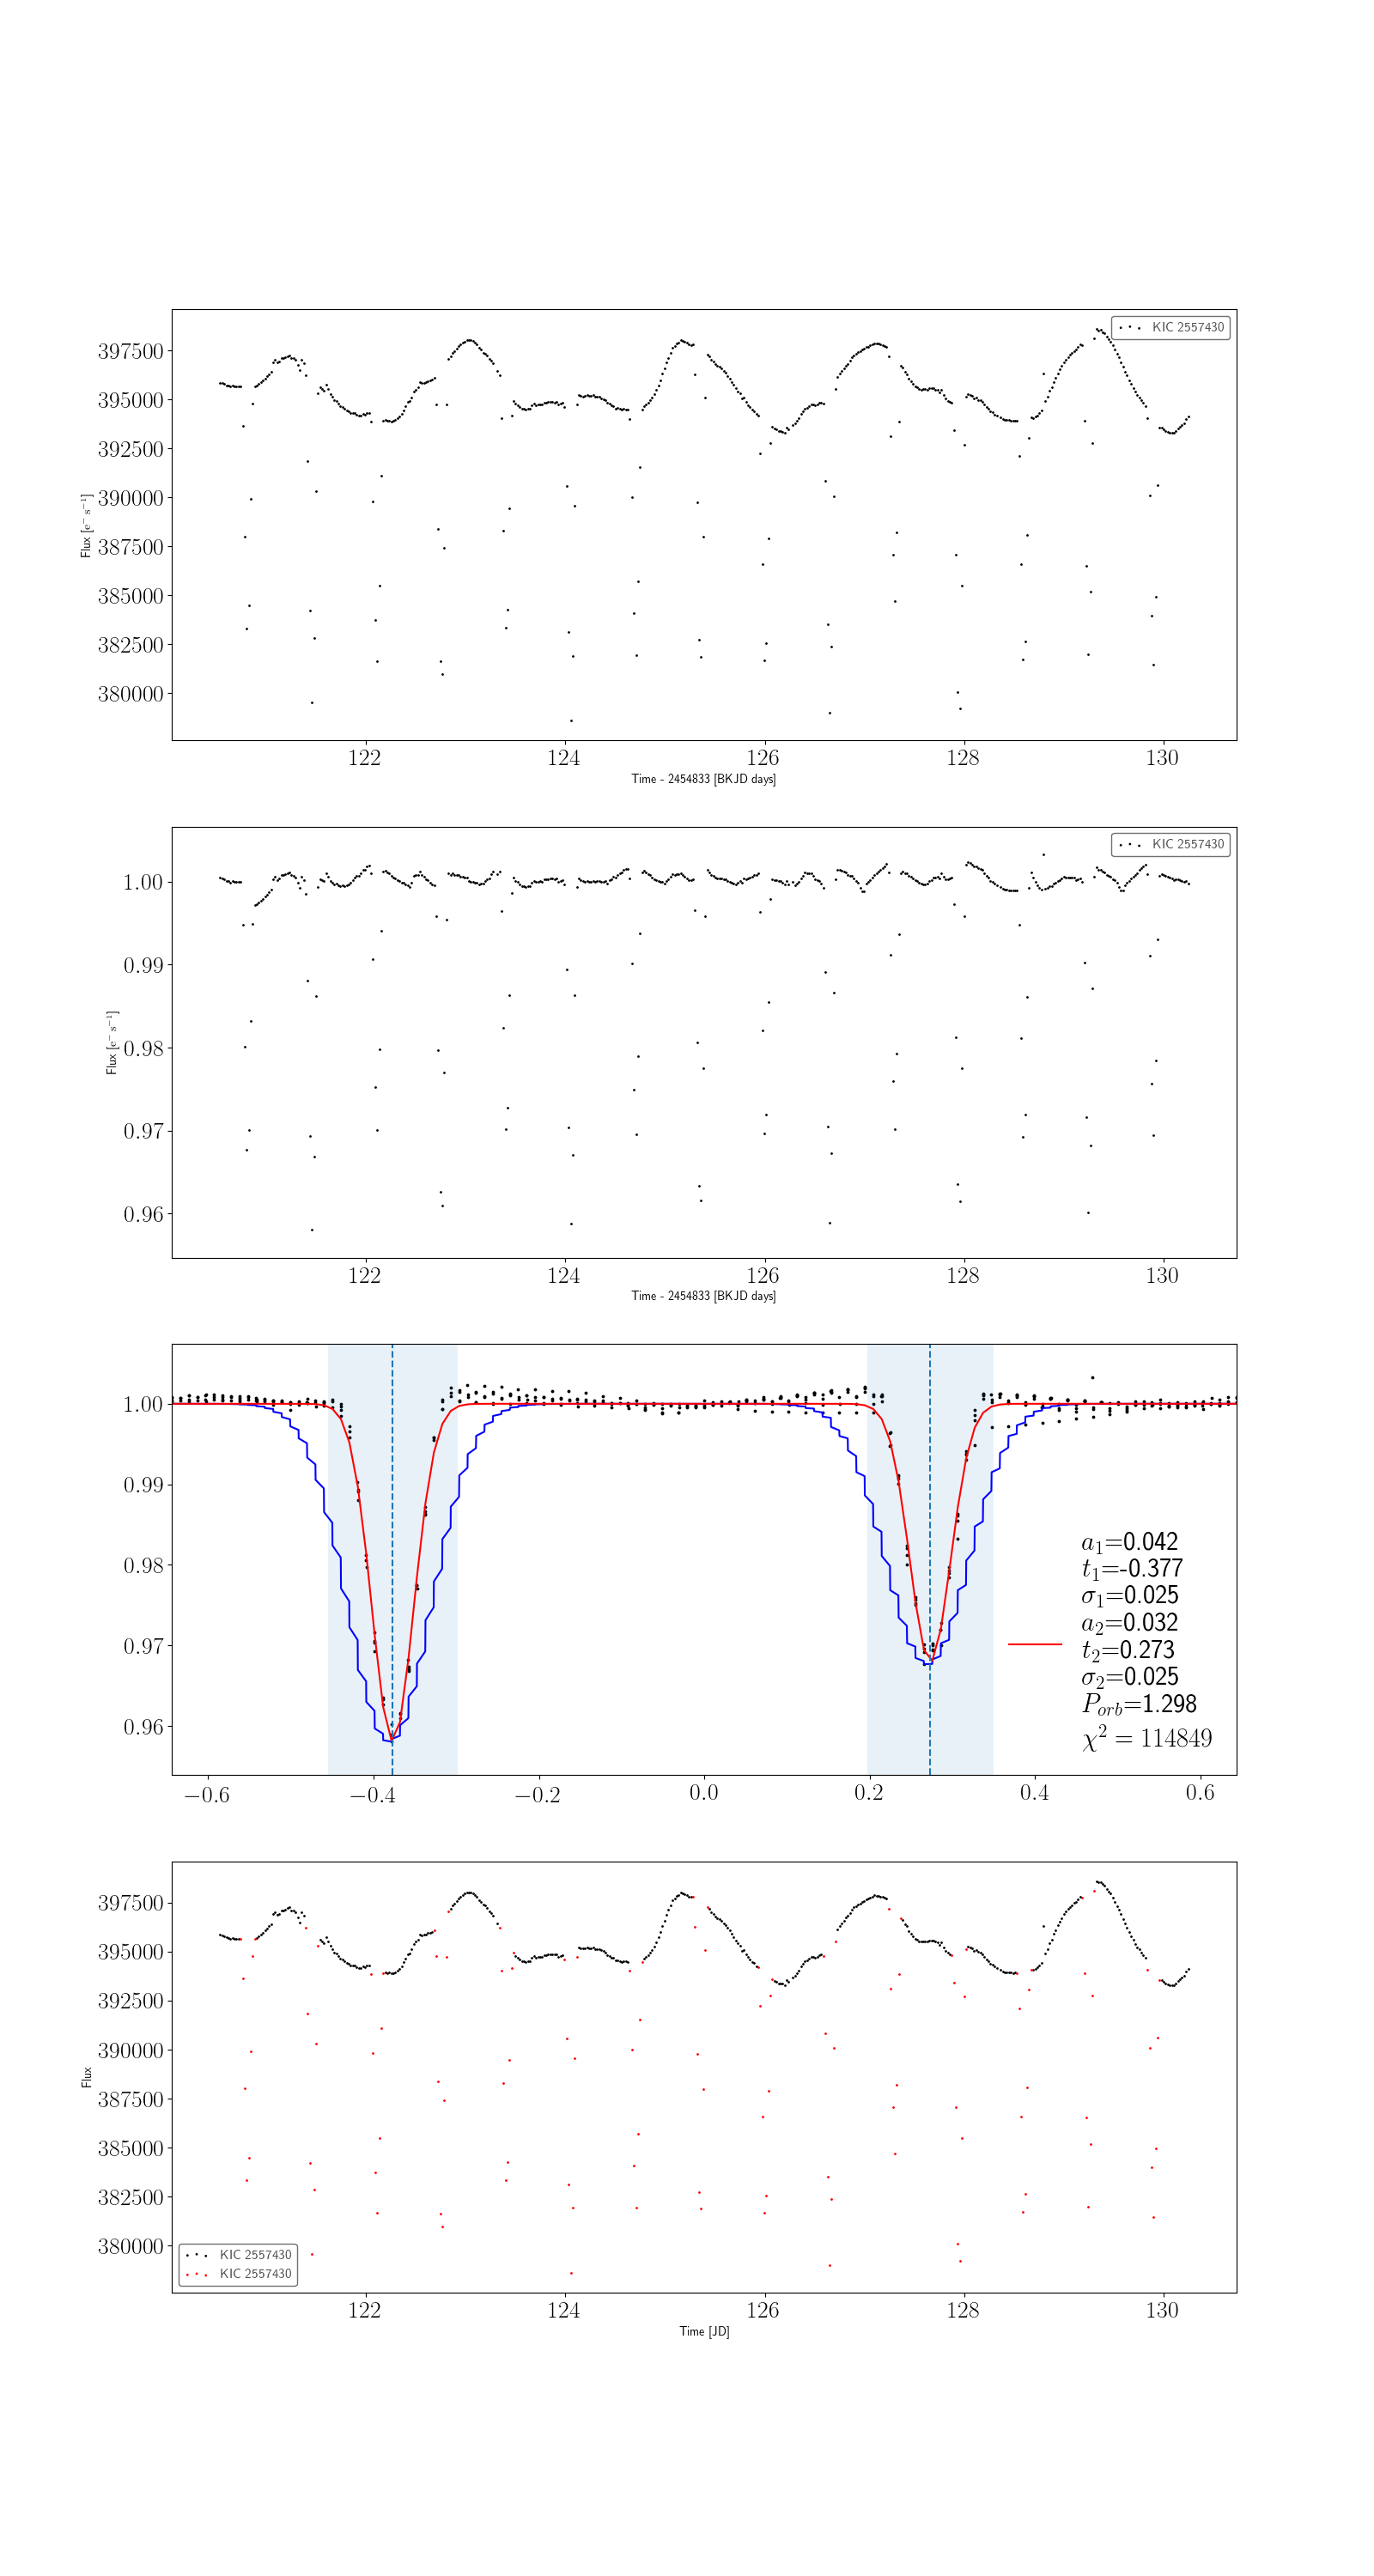 KIC 2557430
397500
395000
392500
390000
387500
385000
382500
380000
Flux [e⁻ s⁻¹]
122 124 126 128 130
Time - 2454833 [BKJD days]
KIC 2557430
1.00
0.99
0.98
0.97
0.96
Flux [e⁻ s⁻¹]
122 124 126 128 130
Time - 2454833 [BKJD days]
1.00
0.99
0.98
0.97
0.96
a₁=0.042
t₁=-0.377
σ₁=0.025
a₂=0.032
t₂=0.273
σ₂=0.025
P_orb=1.298
χ² = 114849
−0.6 −0.4 −0.2 0.0 0.2 0.4 0.6
397500
395000
392500
390000
387500
385000
382500
380000
Flux
KIC 2557430
KIC 2557430
122 124 126 128 130
Time [JD]